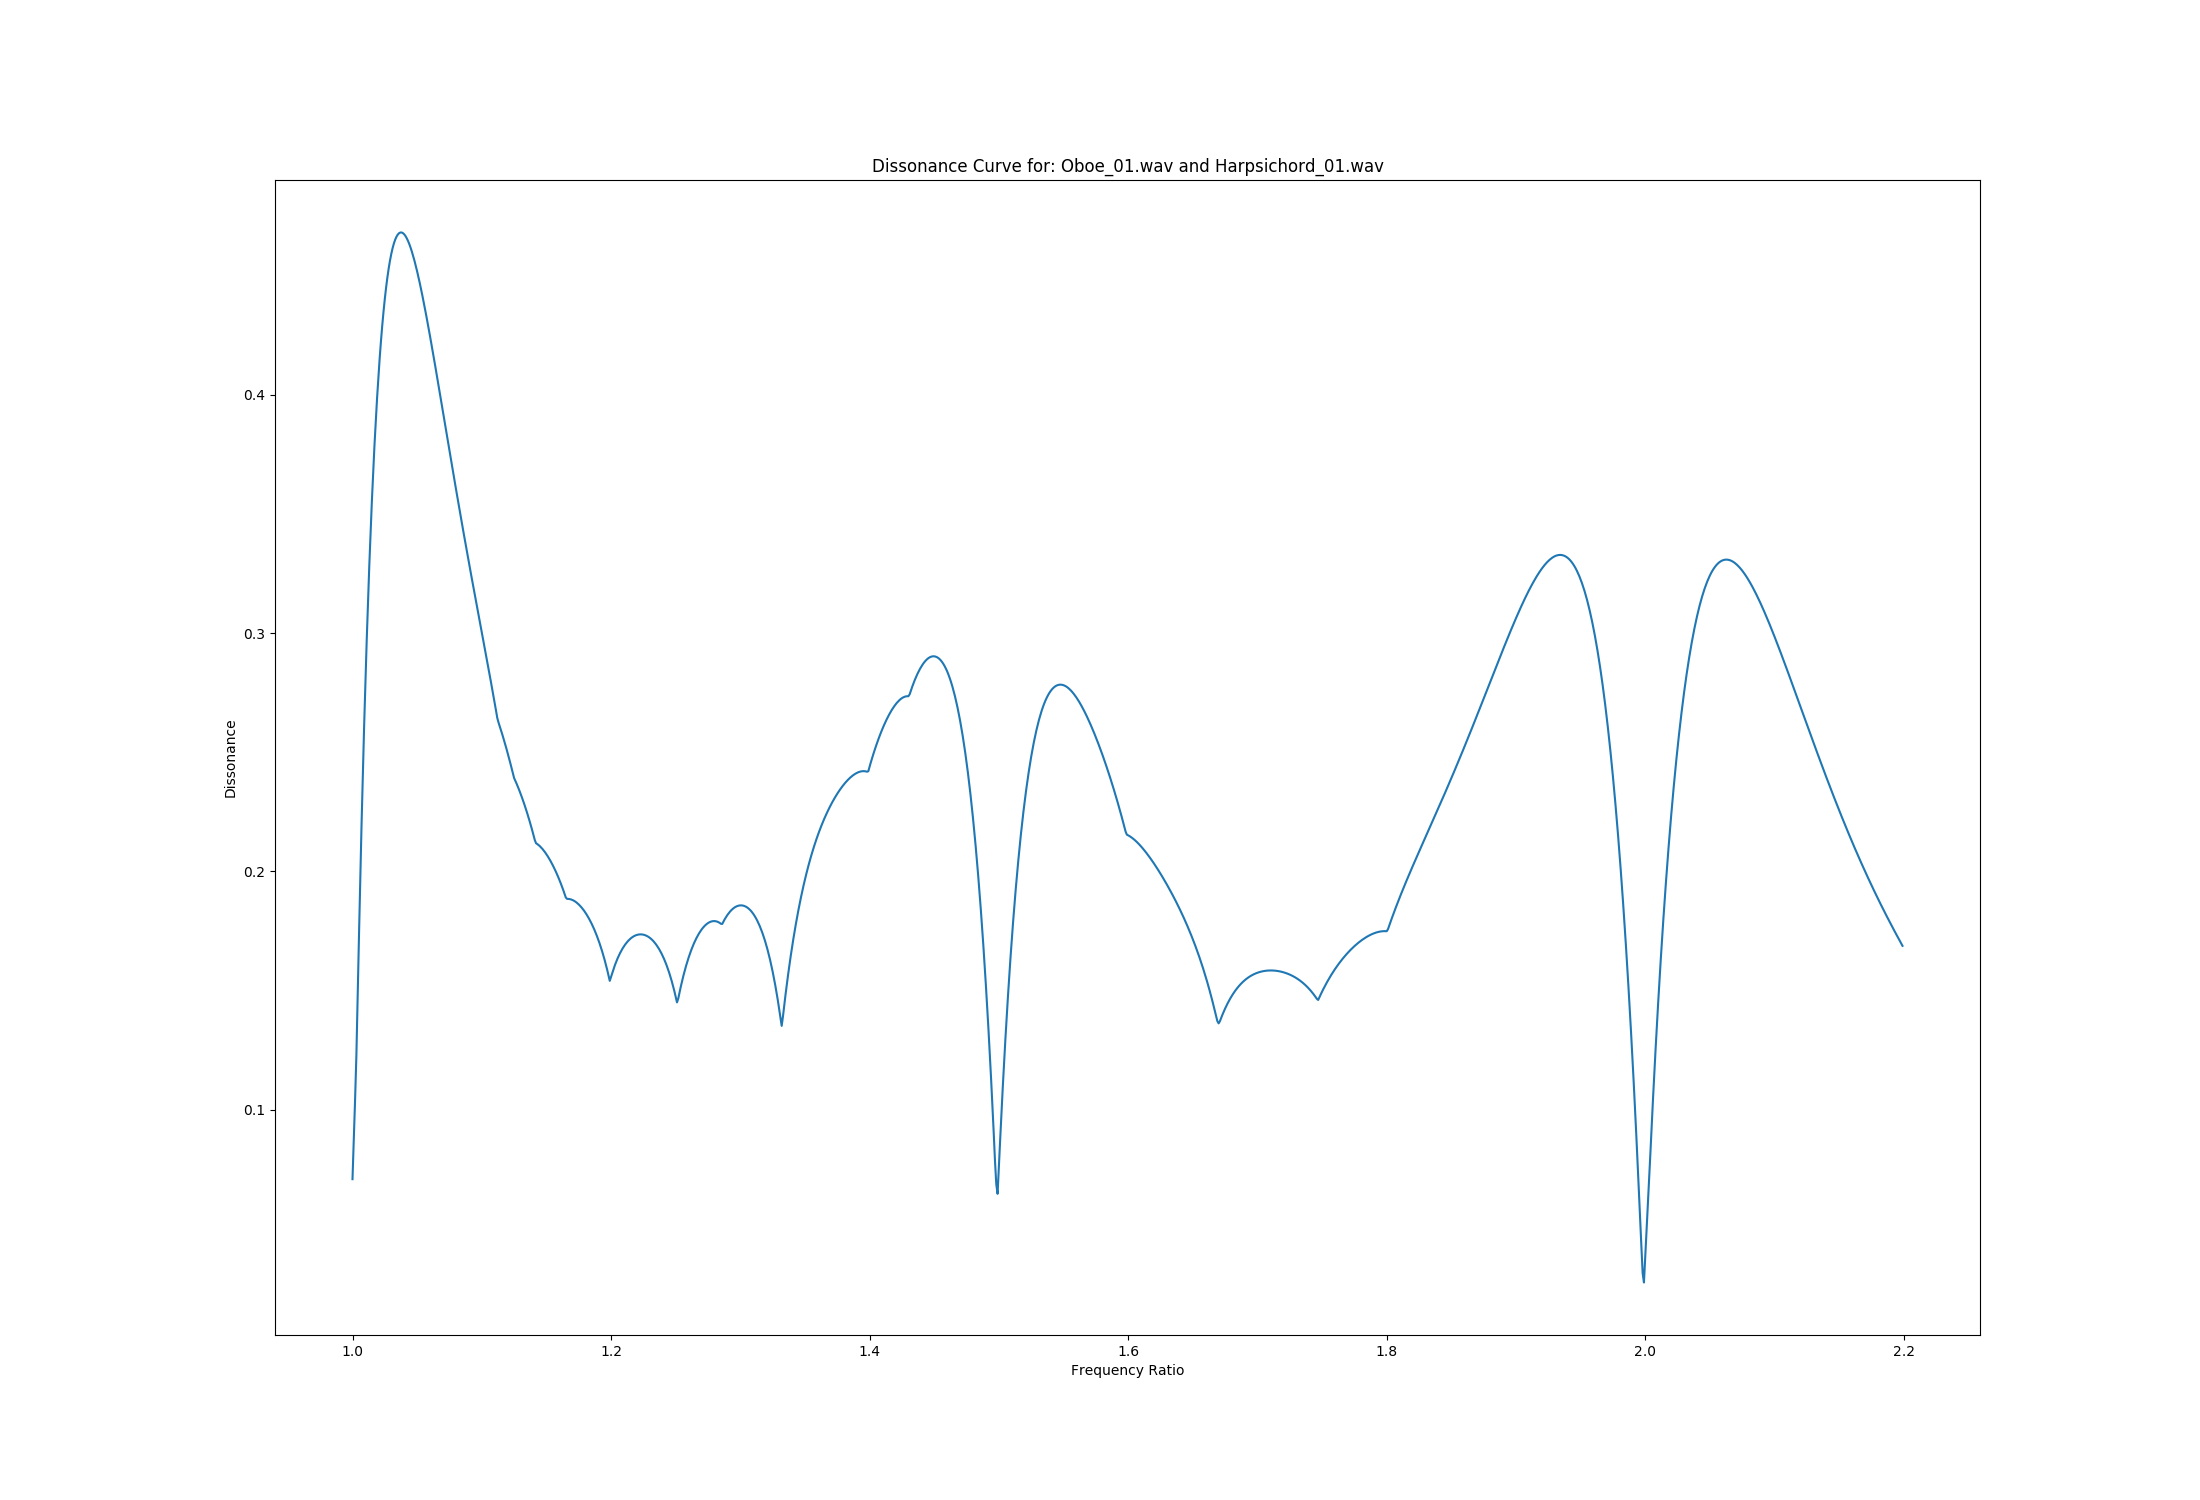 Dissonance Curve for: Oboe_01.wav and Harpsichord_01.wav
0.4
0.3
0.2
0.1
Dissonance
1.0 1.2 1.4 1.6 1.8 2.0 2.2
Frequency Ratio